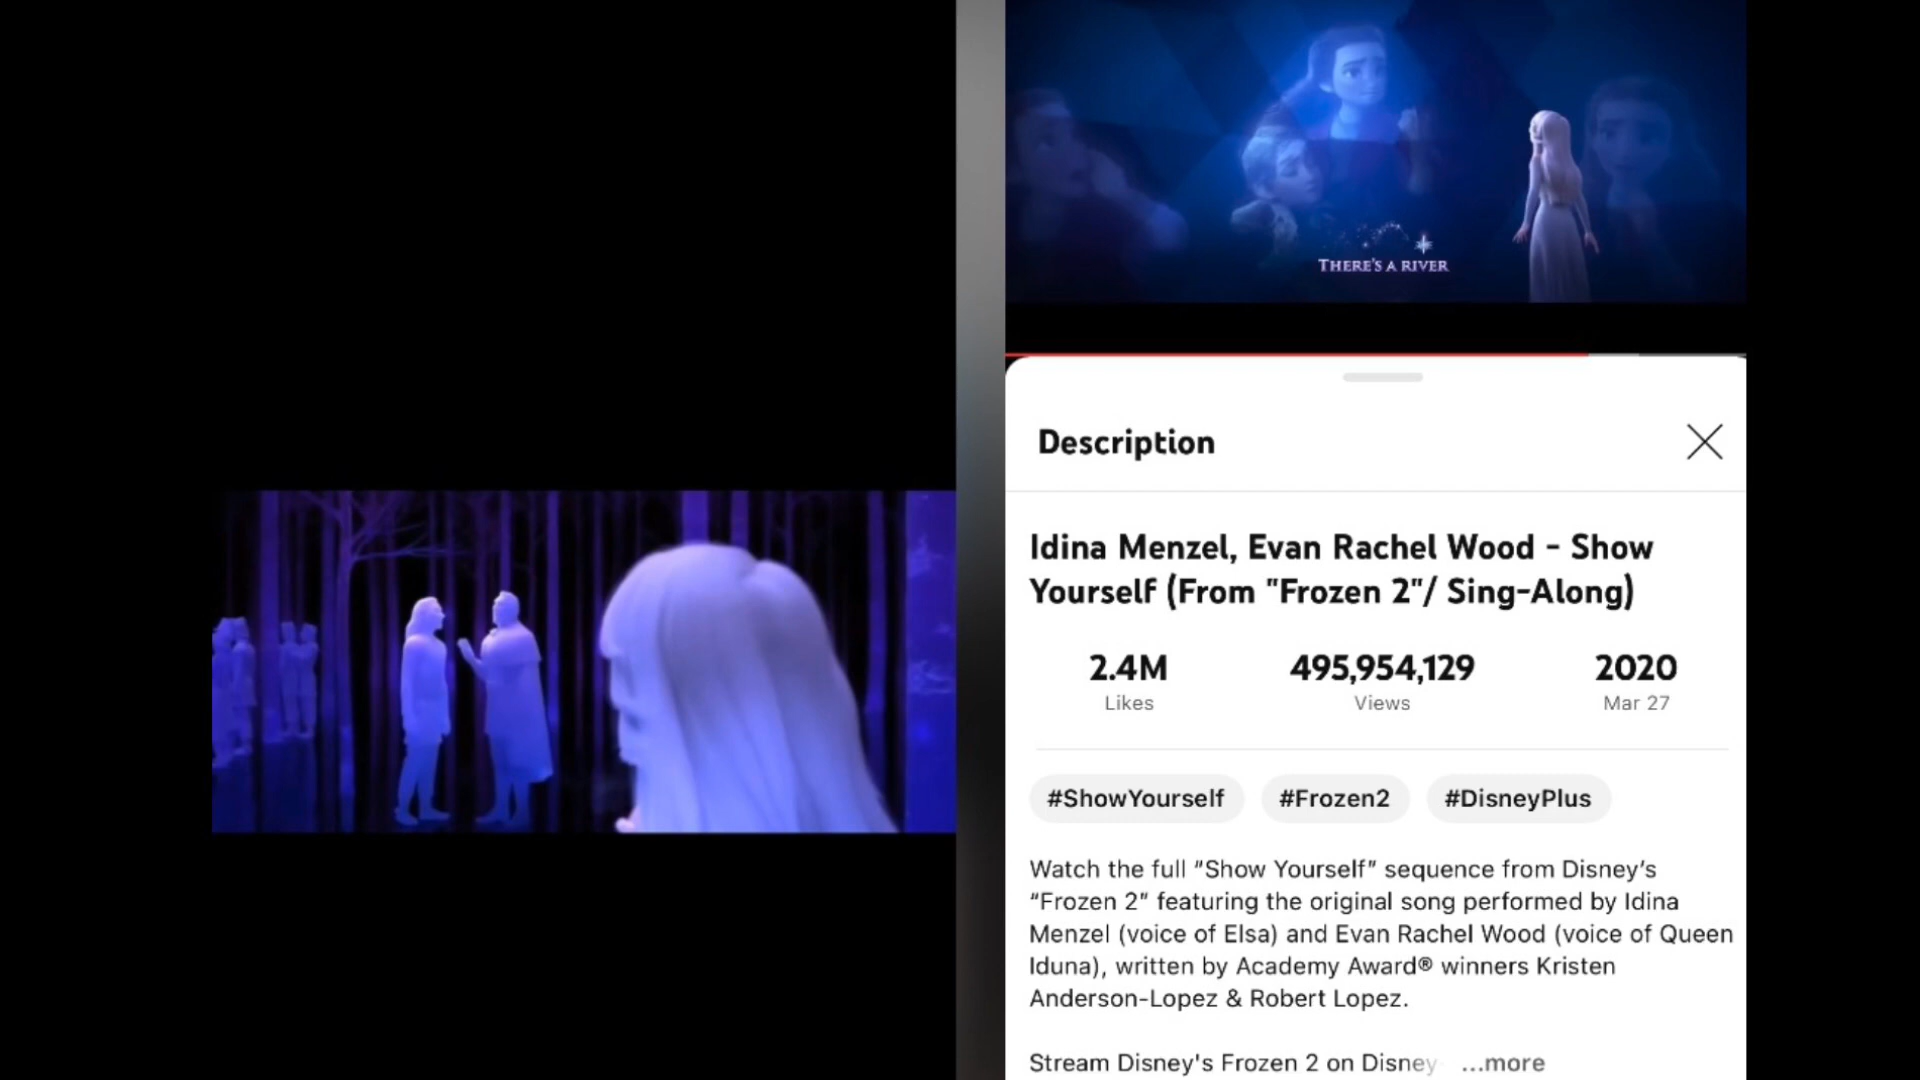 THERE'S A RIVER
Description
Idina Menzel, Evan Rachel Wood - Show
Yourself (From "Frozen 2"/ Sing-Along)
2.4M 495,954,129 2020
Likes Views Mar 27
#ShowYourself #Frozen2 #DisneyPlus
Watch the full “Show Yourself” sequence from Disney’s
“Frozen 2” featuring the original song performed by Idina
Menzel (voice of Elsa) and Evan Rachel Wood (voice of Queen
Iduna), written by Academy Award® winners Kristen
Anderson-Lopez & Robert Lopez.
Stream Disney's Frozen 2 on Disney ...more